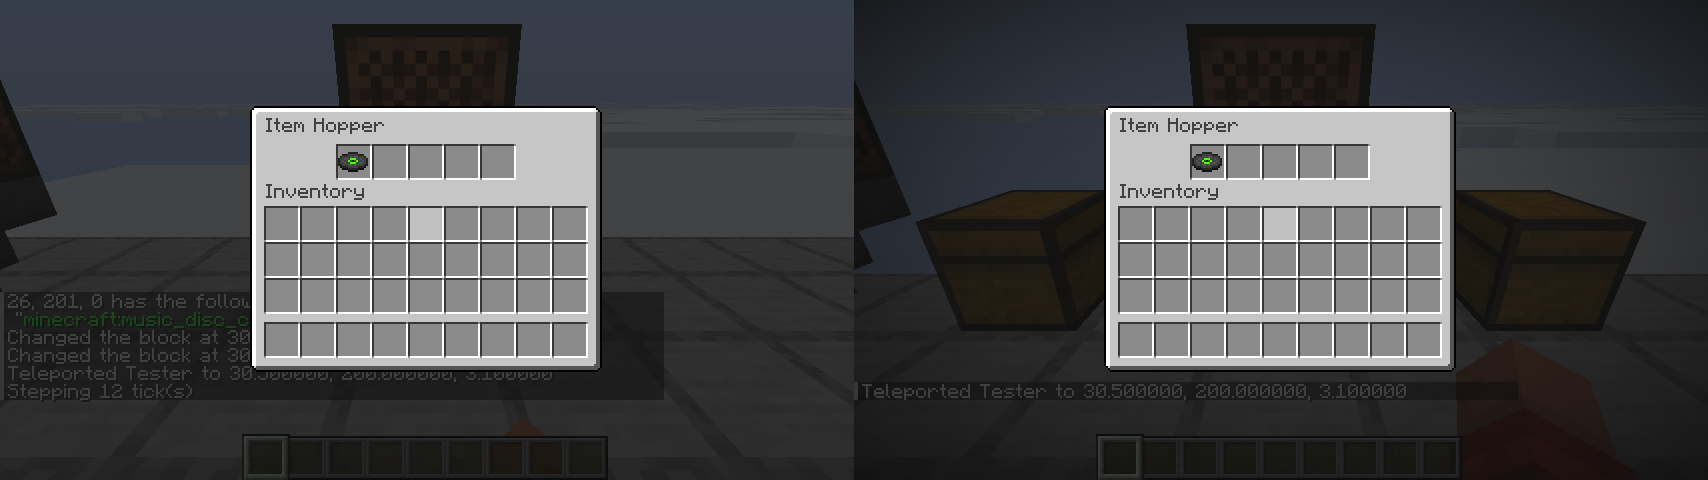 Item Hopper
Inventory
26, 201, 0 has the follow
"minecraft:music_disc_c
Changed the block at 30
Changed the block at 30
Teleported Tester to 30.500000, 200.000000, 3.100000
Stepping 12 tick(s)
Item Hopper
Inventory
Teleported Tester to 30.500000, 200.000000, 3.100000